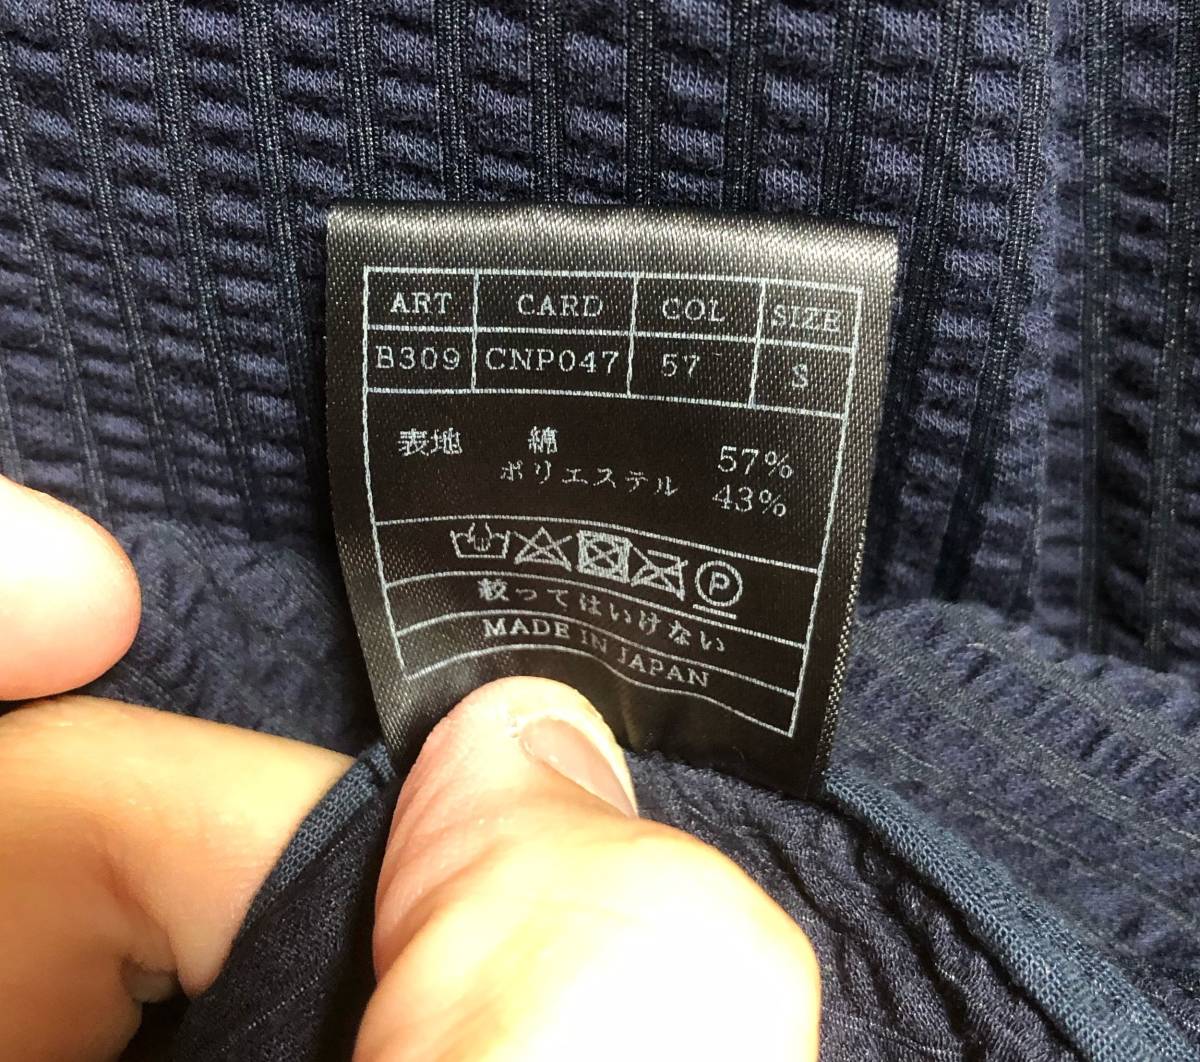 ART CARD COL SIZE
B309 CNP047 57 S
表地 綿 57%
ポリエステル 43%
P
絞ってはいけない
MADE IN JAPAN